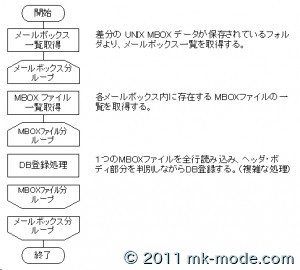 開始
メールボックス
一覧取得
差分の UNIX MBOX データが保存されているフォル
ダより、メールボックス一覧を取得する。
メールボックス分
ループ
MBOX ファイル
一覧取得
各メールボックス内に存在する MBOXファイルの一
覧を取得する。
MBOXファイル分
ループ
DB登録処理
1つのMBOXファイルを全行読み込み、ヘッダ・ボ
ディ部分を判別しながらDB登録する。（複雑な処理）
MBOXファイル分
ループ
メールボックス分
ループ
終了
© 2011 mk-mode.com